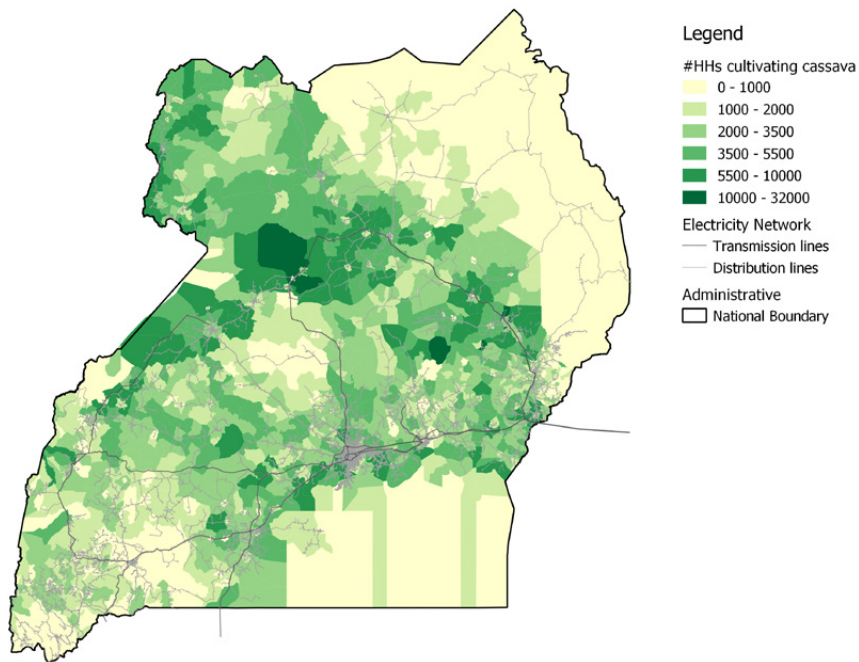 Legend
#HHs cultivating cassava
0 - 1000
1000 - 2000
2000 - 3500
3500 - 5500
5500 - 10000
10000 - 32000
Electricity Network
Transmission lines
Distribution lines
Administrative
National Boundary